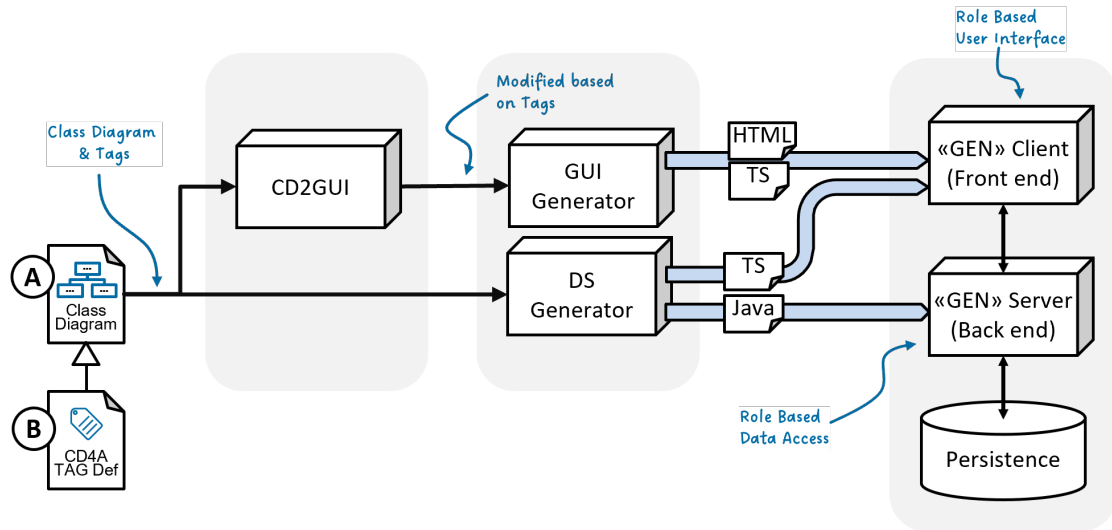 Role Based
User Interface
Modified based
on Tags
Class Diagram
& Tags
CD2GUI
GUI
Generator
HTML
TS
«GEN» Client
(Front end)
A
...
... ...
Class
Diagram
DS
Generator
TS
Java
«GEN» Server
(Back end)
B
CD4A
TAG Def
Role Based
Data Access
Persistence